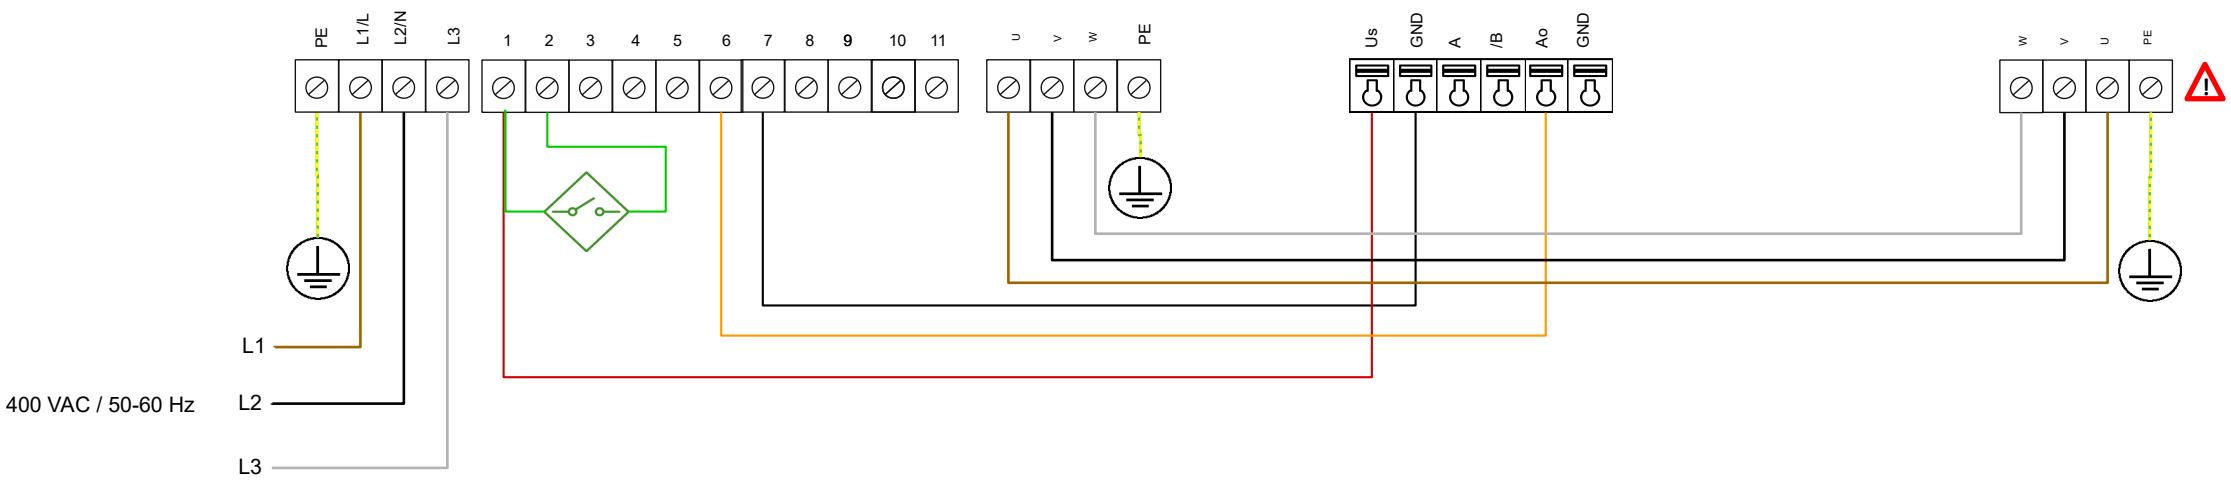 PE L1/L L2/N L3
1 2 3 4 5 6 7 8 9 10 11
U V W PE
Us GND A /B Ao GND
W V U PE
!
L1
400 VAC / 50-60 Hz L2
L3